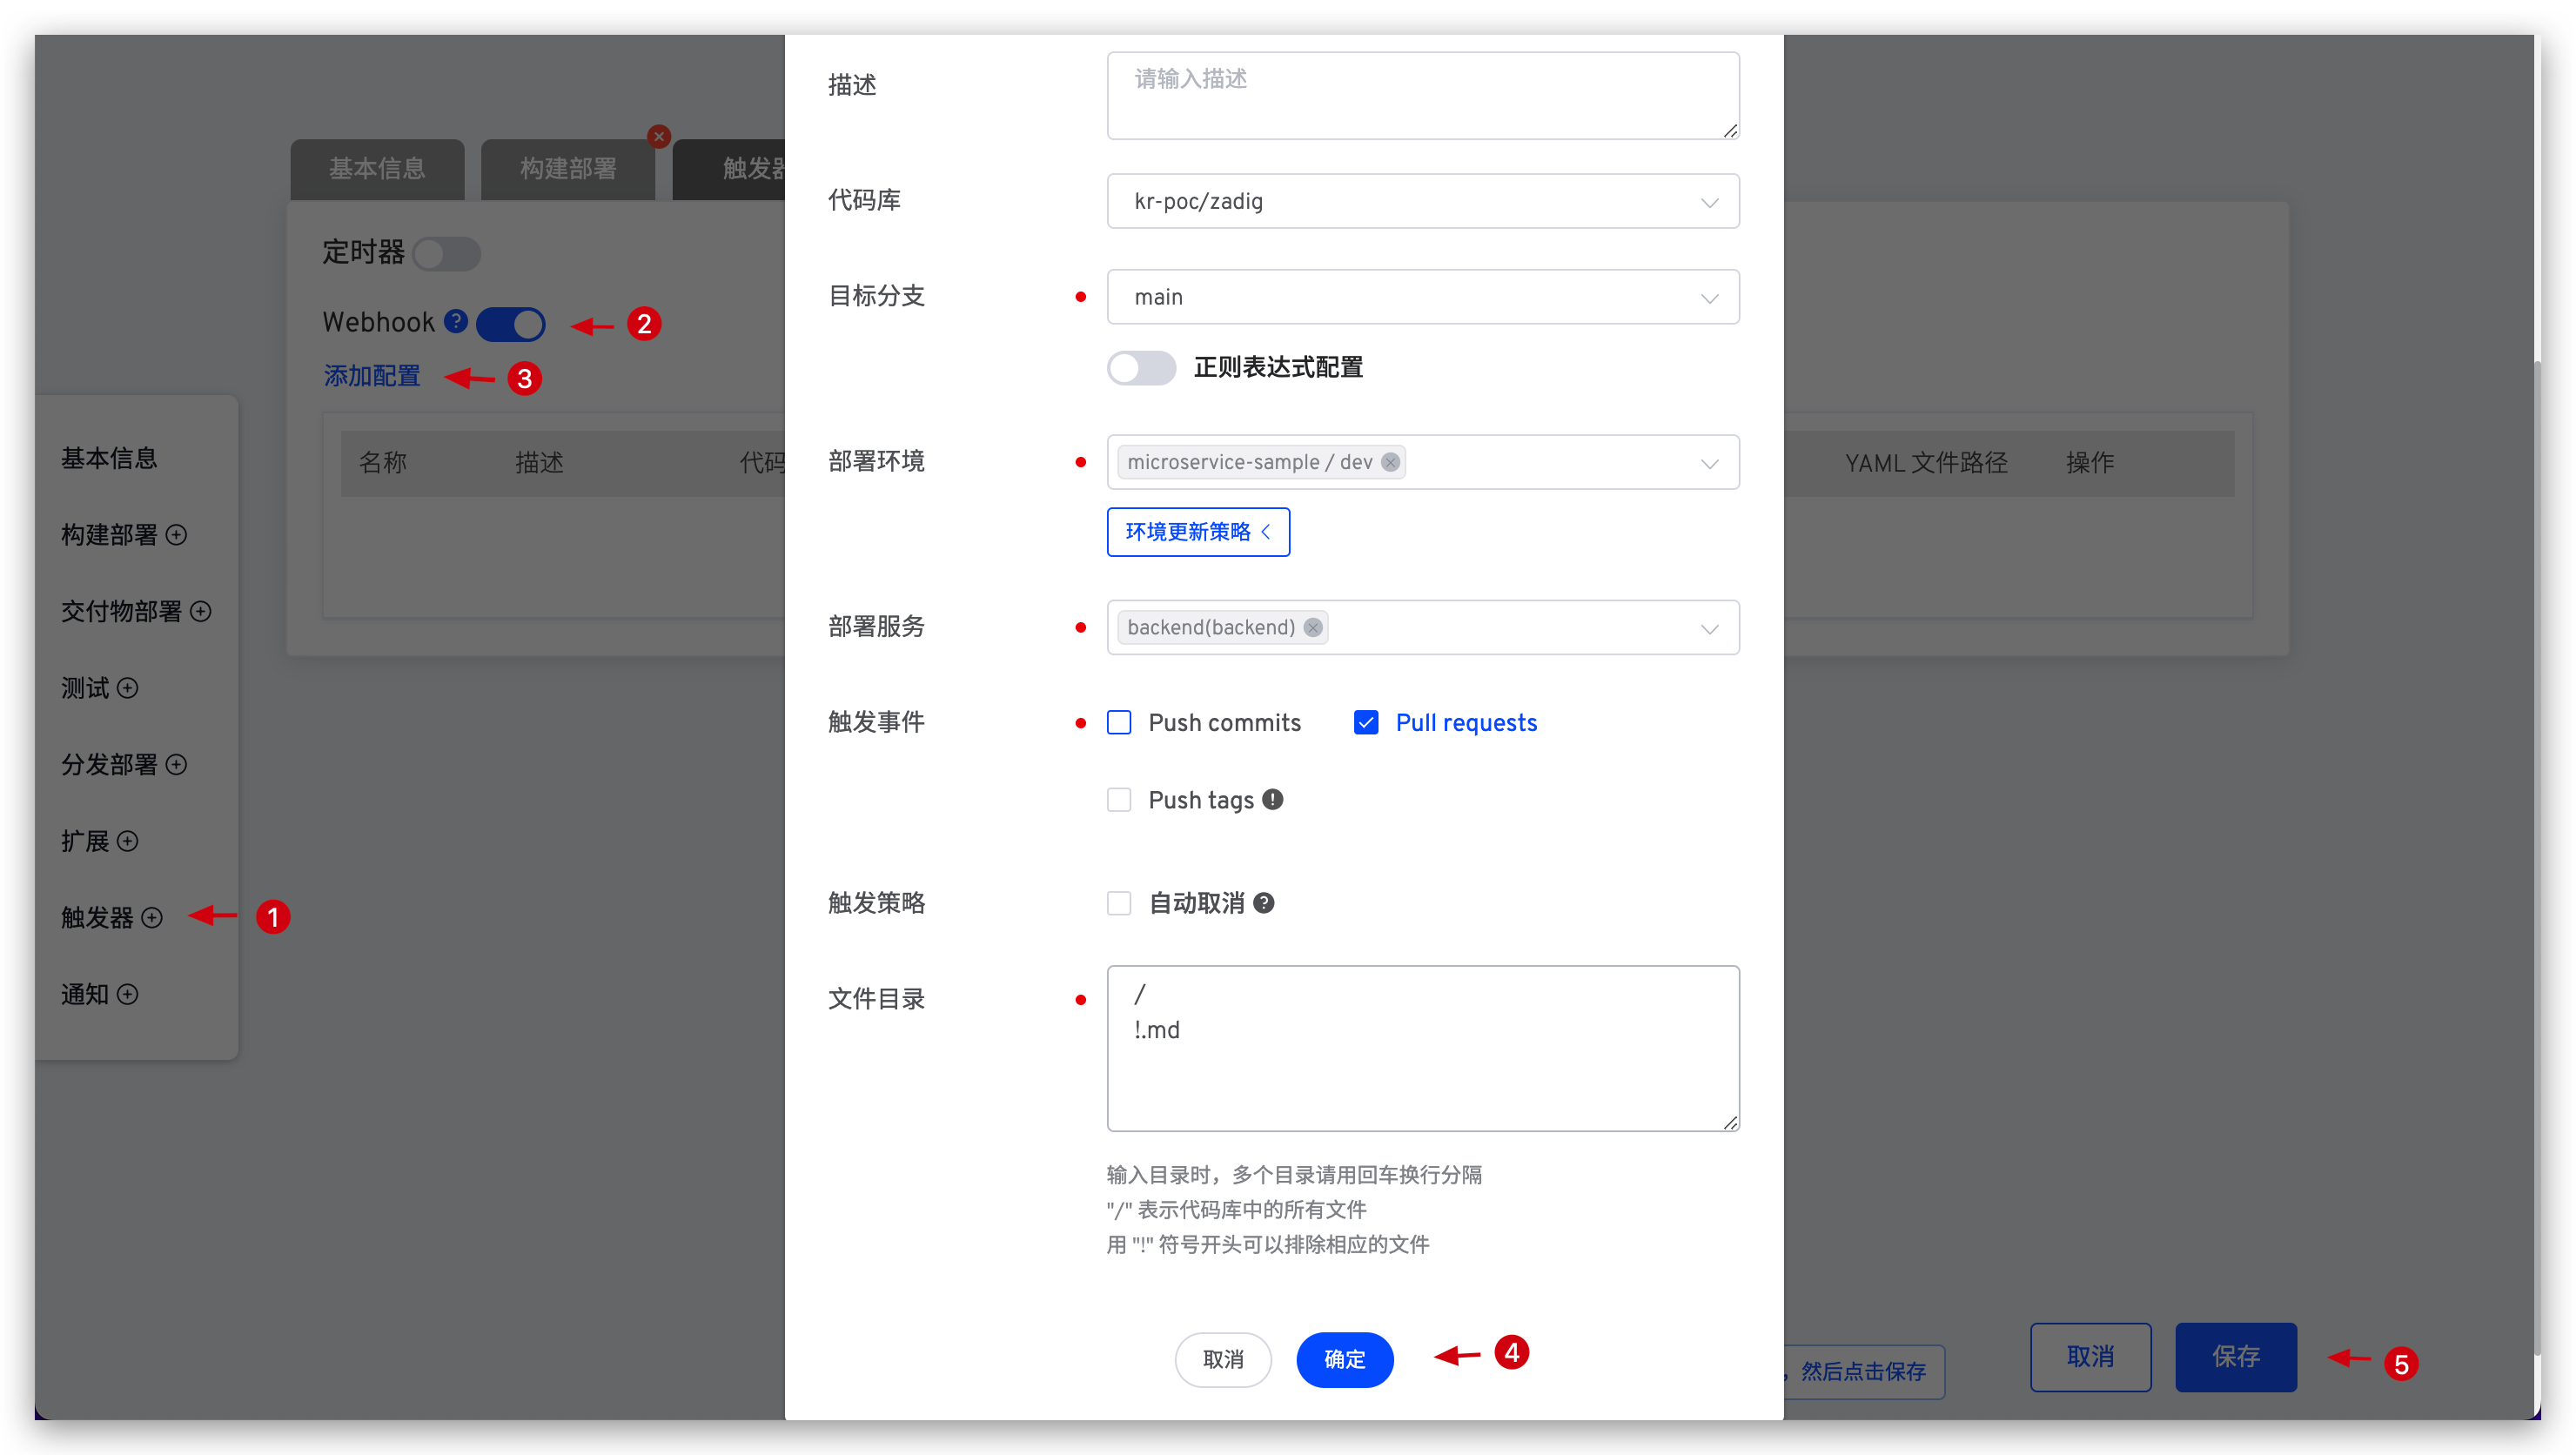 基本信息
构建部署
触发器
定时器
Webhook ?
2
添加配置
3
名称
描述
代码
YAML 文件路径
操作
基本信息
构建部署
交付物部署
测试
分发部署
扩展
触发器
1
通知
描述
请输入描述
代码库
kr-poc/zadig
目标分支
main
正则表达式配置
部署环境
microservice-sample / dev
环境更新策略
部署服务
backend(backend)
触发事件
Push commits
Pull requests
Push tags
触发策略
自动取消 ?
文件目录
/
!.md
输入目录时，多个目录请用回车换行分隔
"/" 表示代码库中的所有文件
用 "!" 符号开头可以排除相应的文件
取消
确定
4
，然后点击保存
取消
保存
5